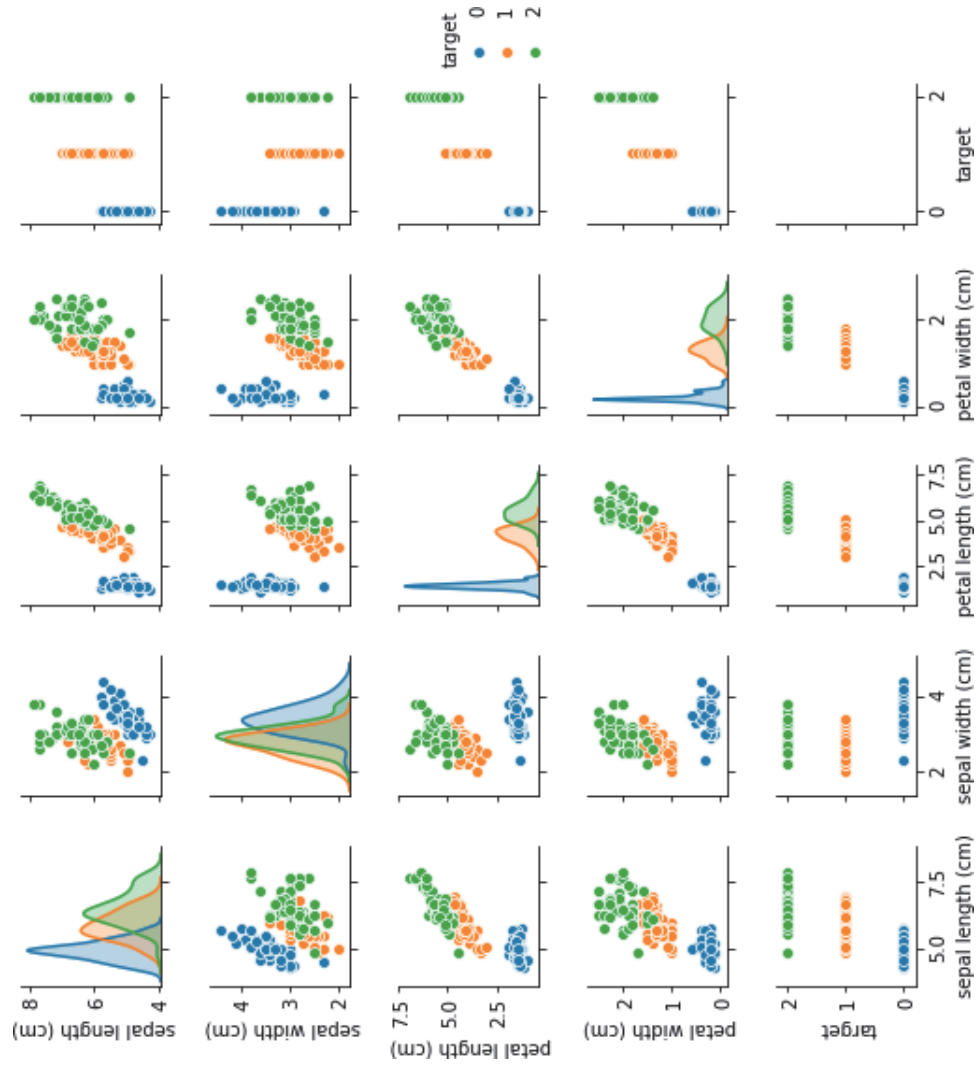 8
6
4
sepal length (cm)
4
3
2
sepal width (cm)
7.5
5.0
2.5
petal length (cm)
2
1
0
petal width (cm)
2
1
0
target
5.0
7.5
sepal length (cm)
2
4
sepal width (cm)
2.5
5.0
7.5
petal length (cm)
0
2
petal width (cm)
0
2
target
target
0
1
2